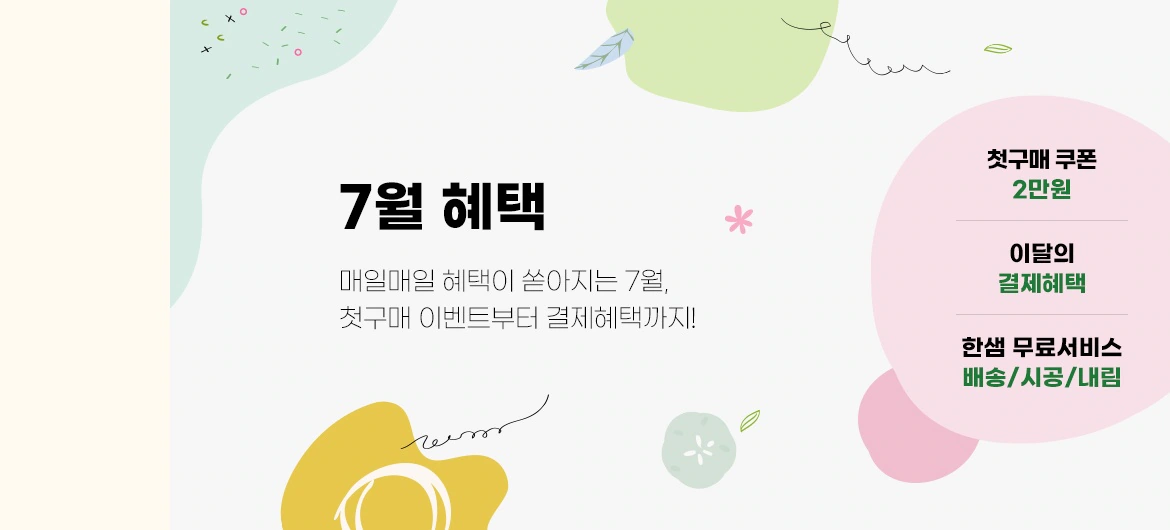 7월 혜택
매일매일 혜택이 쏟아지는 7월,
첫구매 이벤트부터 결제혜택까지!
첫구매 쿠폰
2만원
이달의
결제혜택
한샘 무료서비스
배송/시공/내림